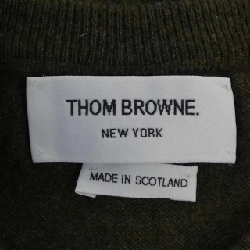 THOM BROWNE.
NEW YORK
MADE IN SCOTLAND